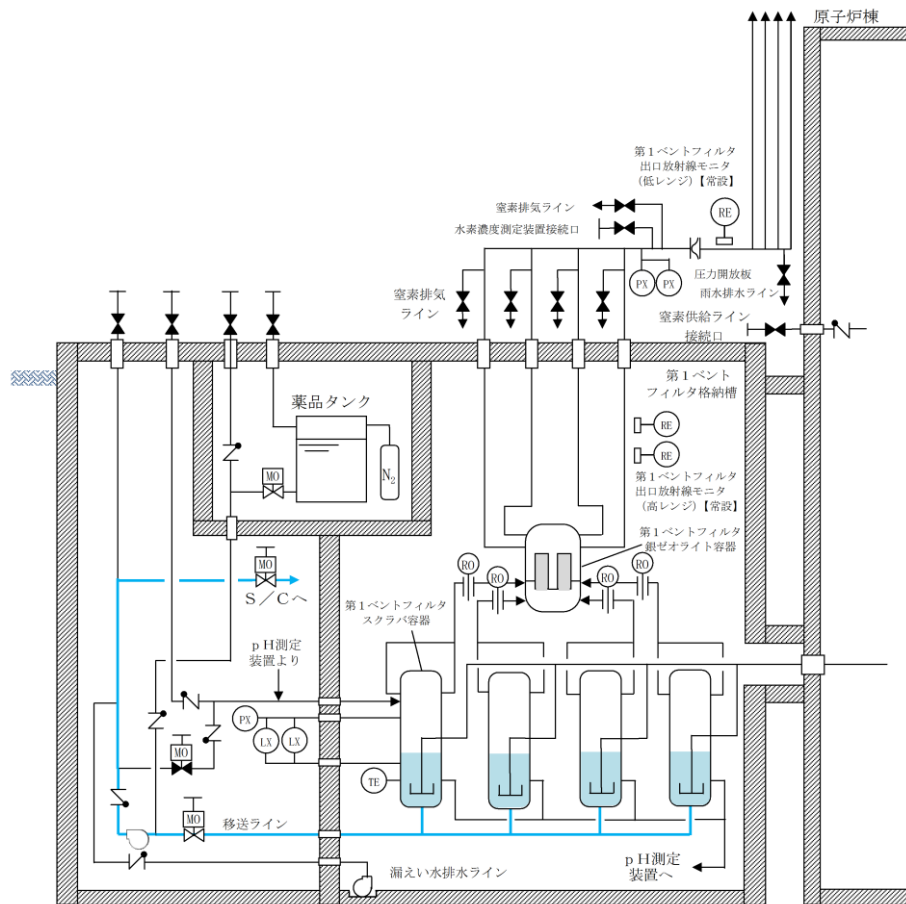 原子炉棟
第1ベントフィルタ
出口放射線モニタ
(低レンジ)【常設】
窒素排気ライン
水素濃度測定装置接続口
RE
PX
PX
圧力開放板
雨水排水ライン
窒素排気
ライン
窒素供給ライン
接続口
第1ベント
フィルタ格納槽
薬品タンク
RE
RE
MO
N2
第1ベントフィルタ
出口放射線モニタ
(高レンジ)【常設】
第1ベントフィルタ
銀ゼオライト容器
MO
RO
RO
RO
RO
S/Cへ
第1ベントフィルタ
スクラバ容器
pH測定
装置より
PX
LX
LX
MO
TE
MO
移送ライン
漏えい水排水ライン
pH測定
装置へ